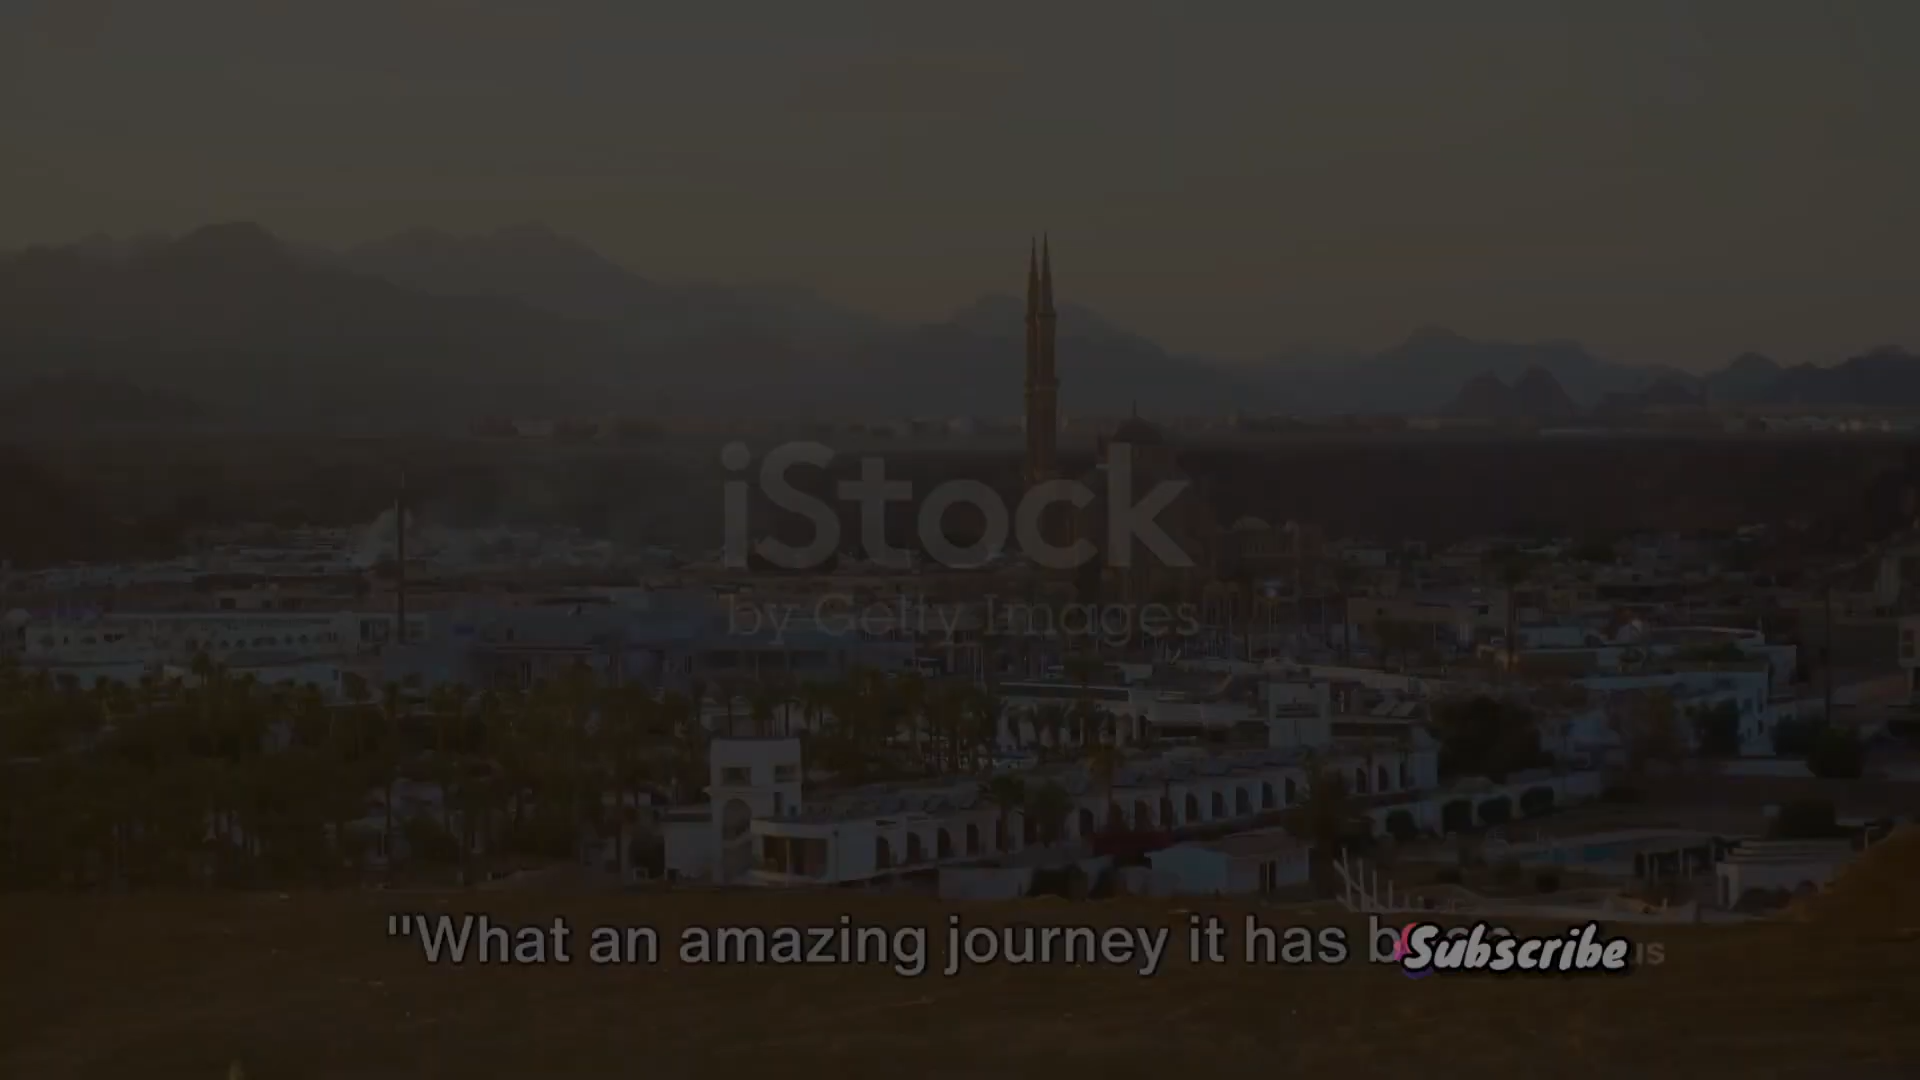 iStock
by Getty Images
"What an amazing journey it has
Subscribe